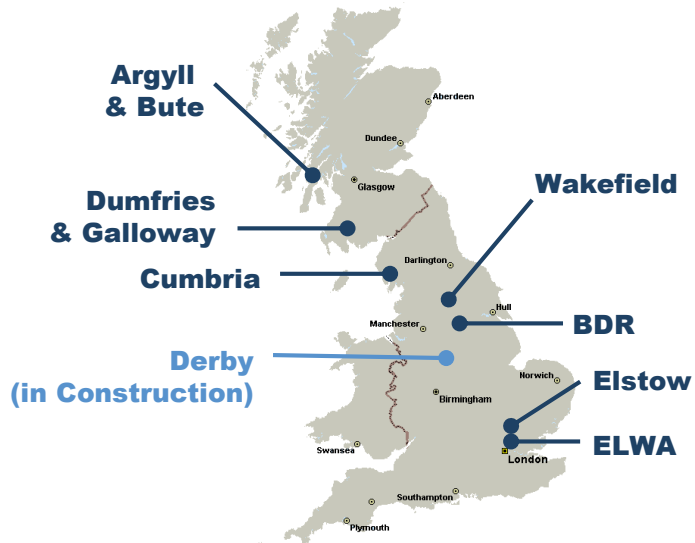 Argyll
& Bute
Aberdeen
Dundee
Glasgow
Wakefield
Dumfries
& Galloway
Cumbria
Darlington
Hull
Manchester
BDR
Derby
(in Construction)
Norwich
Elstow
Birmingham
ELWA
Swansea
London
Southampton
Plymouth